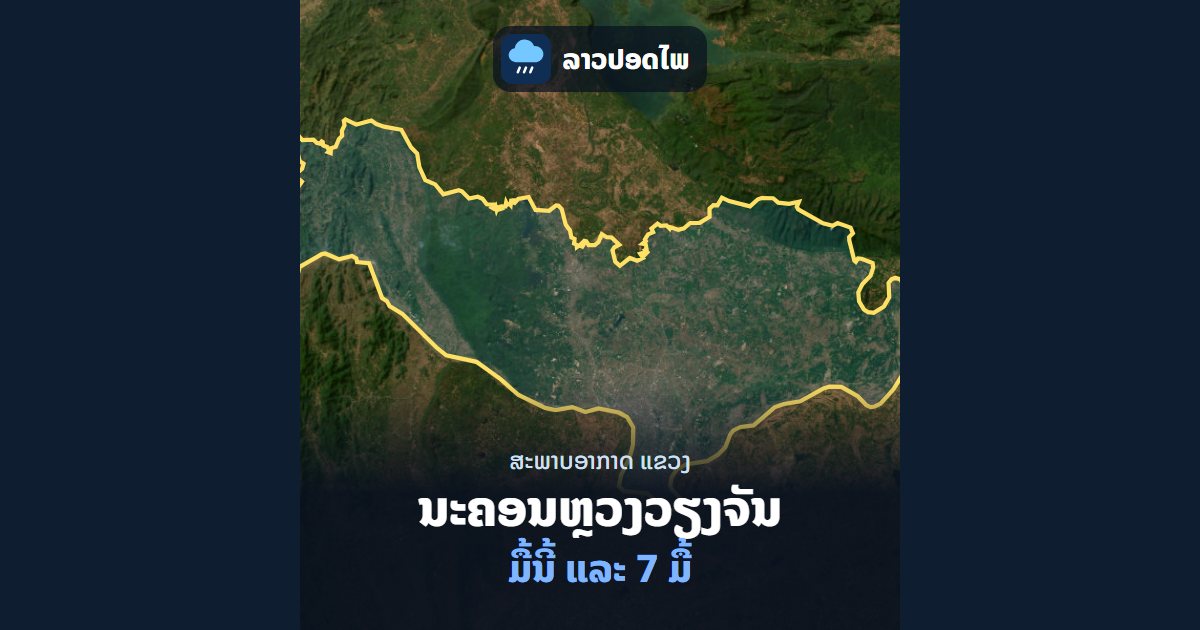 ລາວປອດໄພ
ສະພາບອາກາດ ແຂວງ
ນະຄອນຫຼວງວຽງຈັນ
ມື້ນີ້ ແລະ 7 ມື້